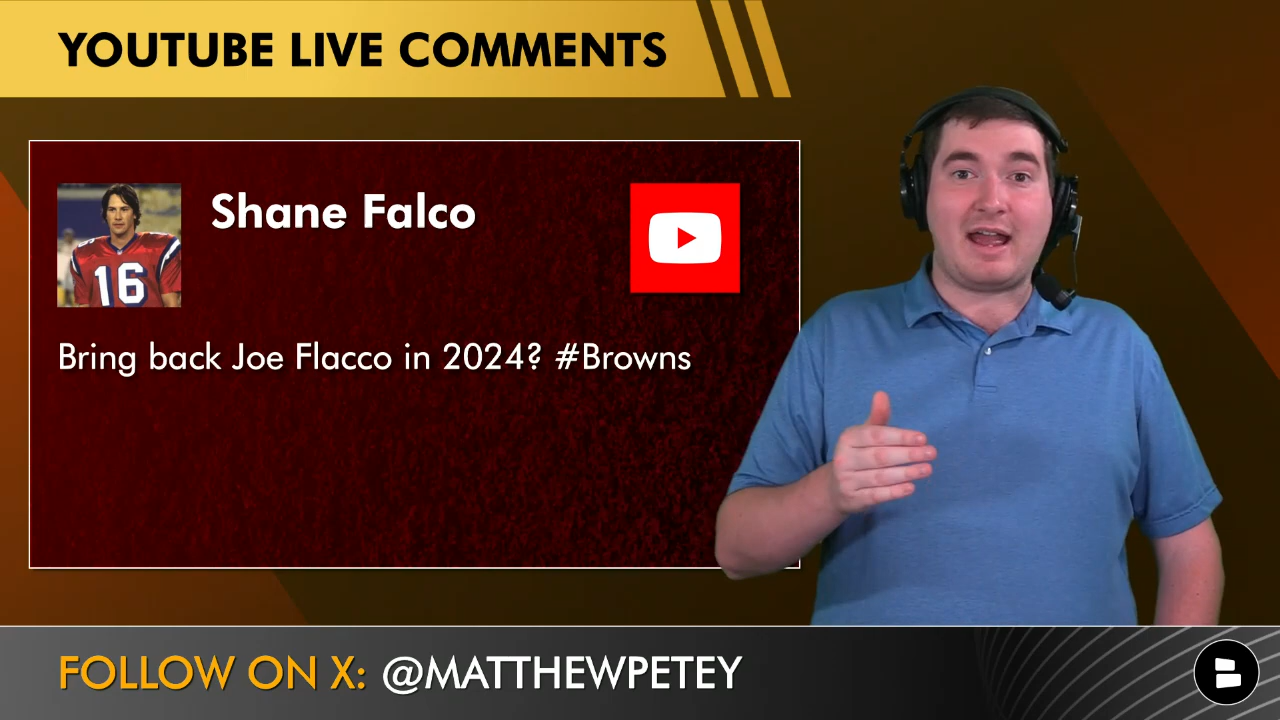 YOUTUBE LIVE COMMENTS
Shane Falco
16
Bring back Joe Flacco in 2024? #Browns
FOLLOW ON X: @MATTHEWPETEY